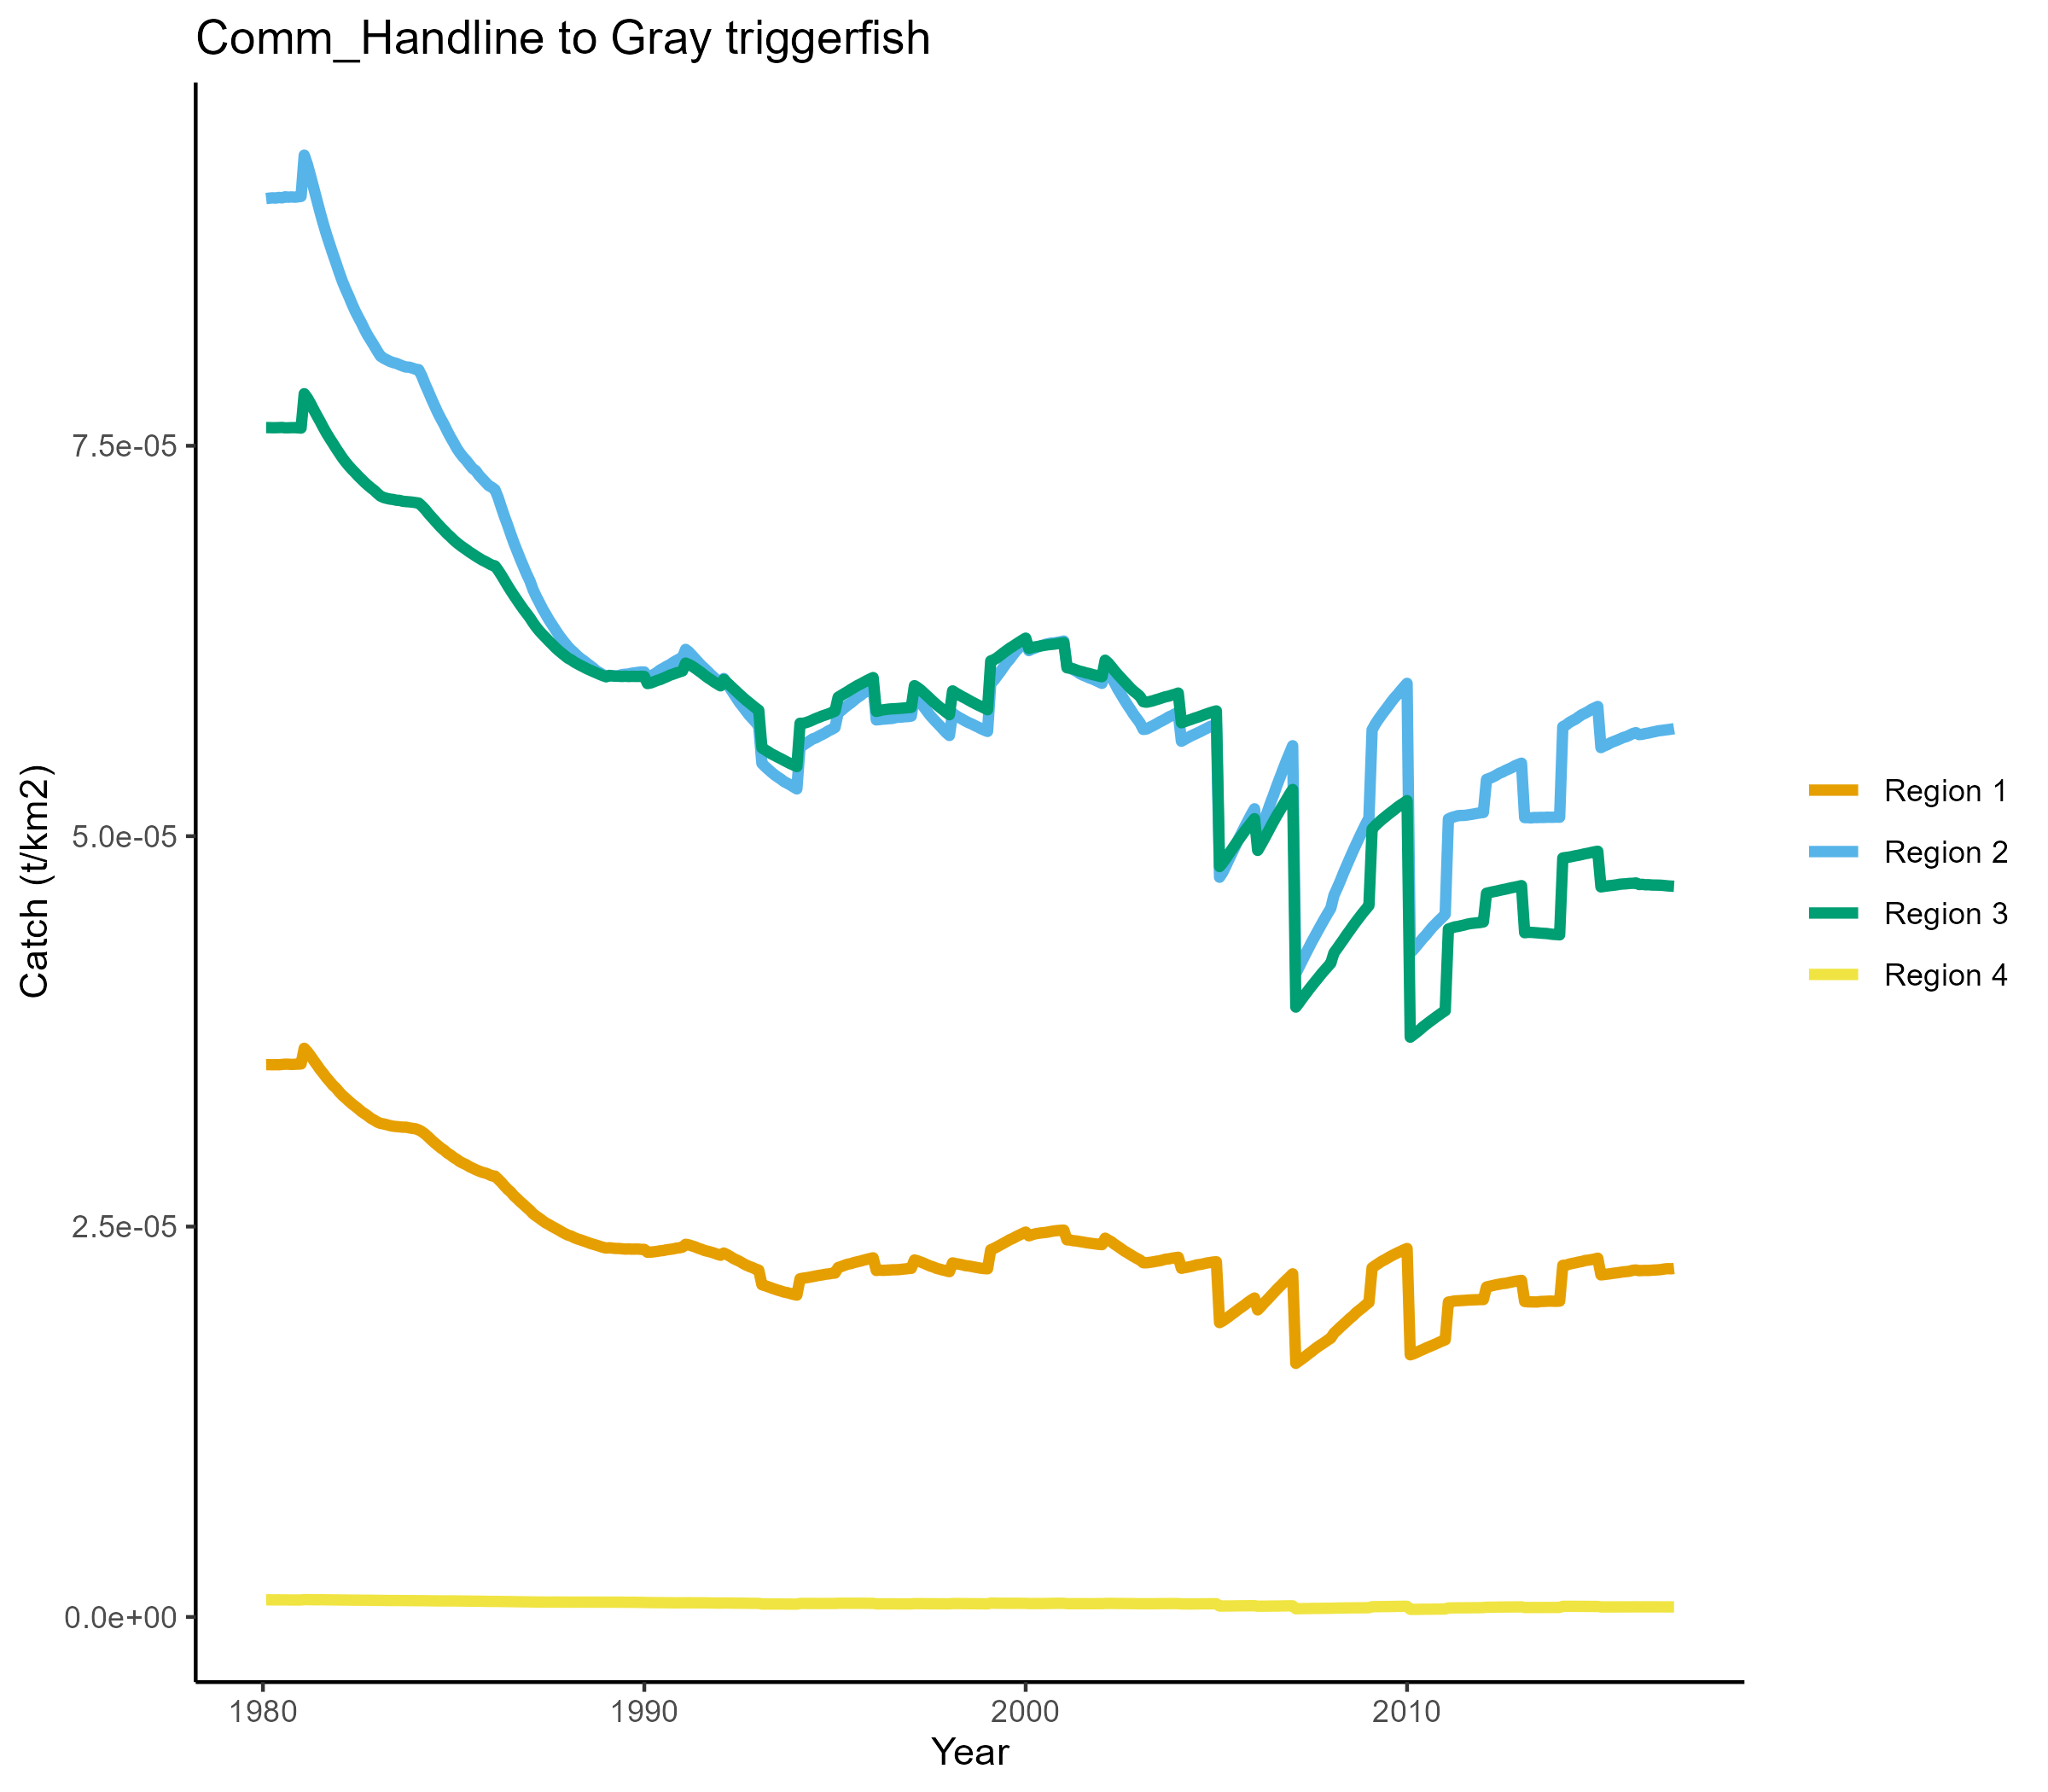 Comm_Handline to Gray triggerfish
Catch (t/km2)
7.5e-05
5.0e-05
2.5e-05
0.0e+00
1980 1990 2000 2010
Year
Region 1
Region 2
Region 3
Region 4